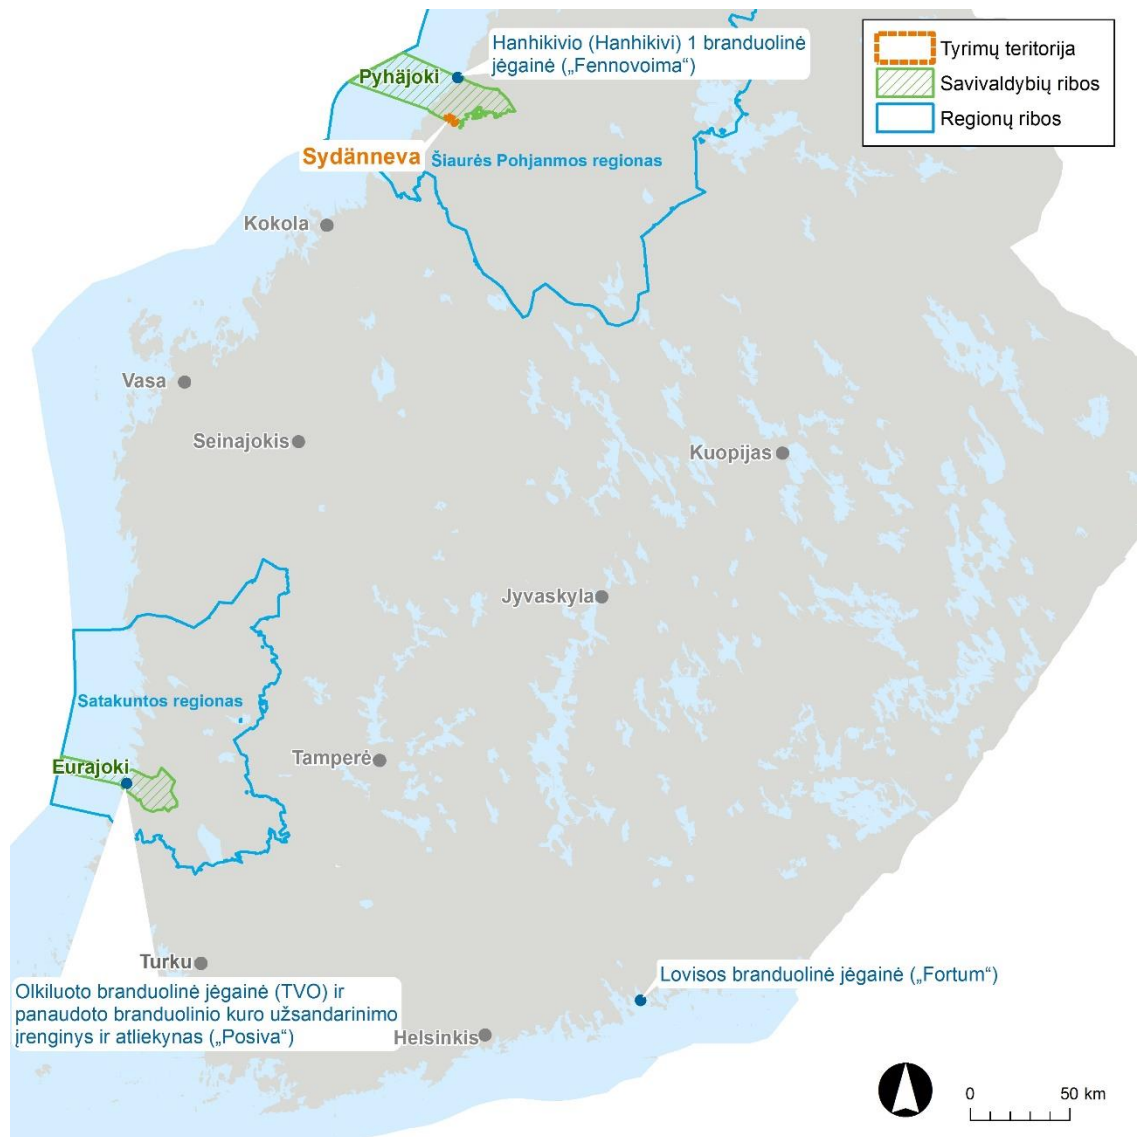 Hanhikivio (Hanhikivi) 1 branduolinė
jėgainė („Fennovoima“)
Tyrimų teritorija
Savivaldybių ribos
Regionų ribos
Pyhäjoki
Sydänneva
Šiaurės Pohjanmos regionas
Kokola
Vasa
Seinajokis
Kuopijas
Jyvaskyla
Satakuntos regionas
Eurajoki
Tamperė
Turku
Lovisos branduolinė jėgainė („Fortum“)
Olkiluoto branduolinė jėgainė (TVO) ir
panaudoto branduolinio kuro užsandarinimo
įrenginys ir atliekynas („Posiva“)
Helsinkis
0 50 km